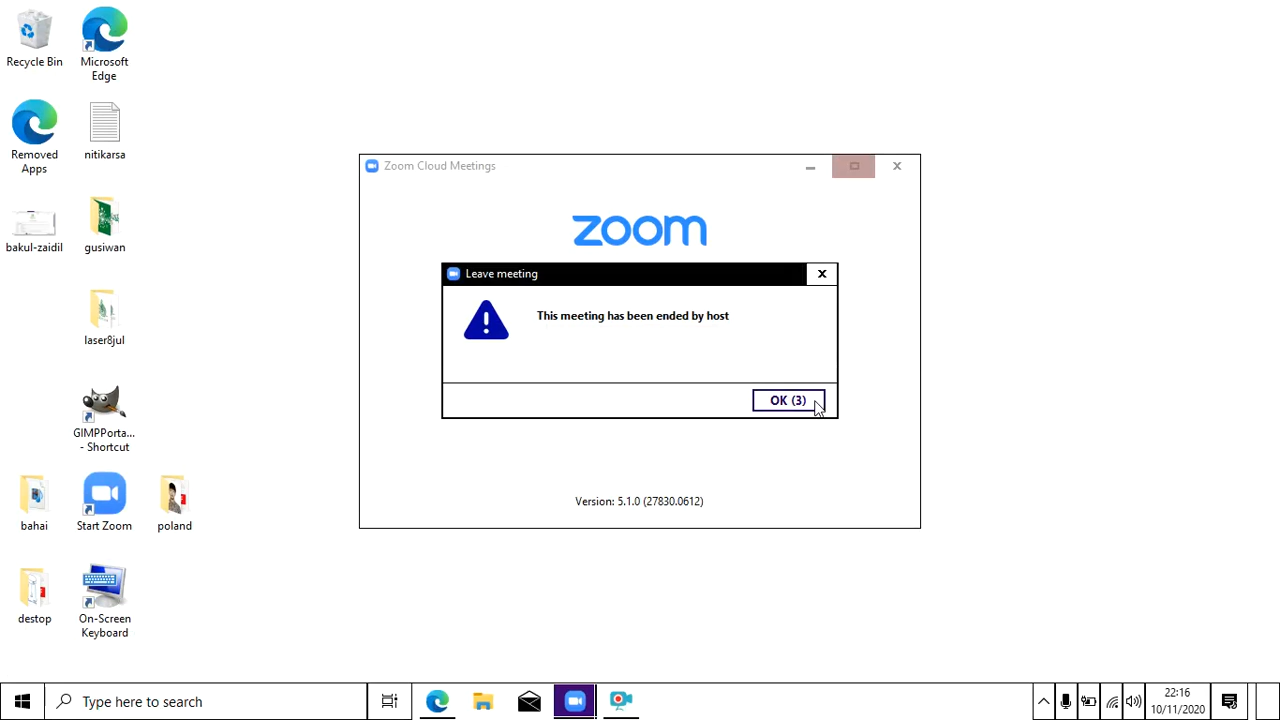 Recycle Bin
Microsoft
Edge
Removed
Apps
nitikarsa
bakul-zaidil
gusiwan
laser8jul
GIMPPorta...
- Shortcut
bahai
Start Zoom
poland
destop
On-Screen
Keyboard
Zoom Cloud Meetings
zoom
Leave meeting
This meeting has been ended by host
OK (3)
Version: 5.1.0 (27830.0612)
Type here to search
22:16
10/11/2020